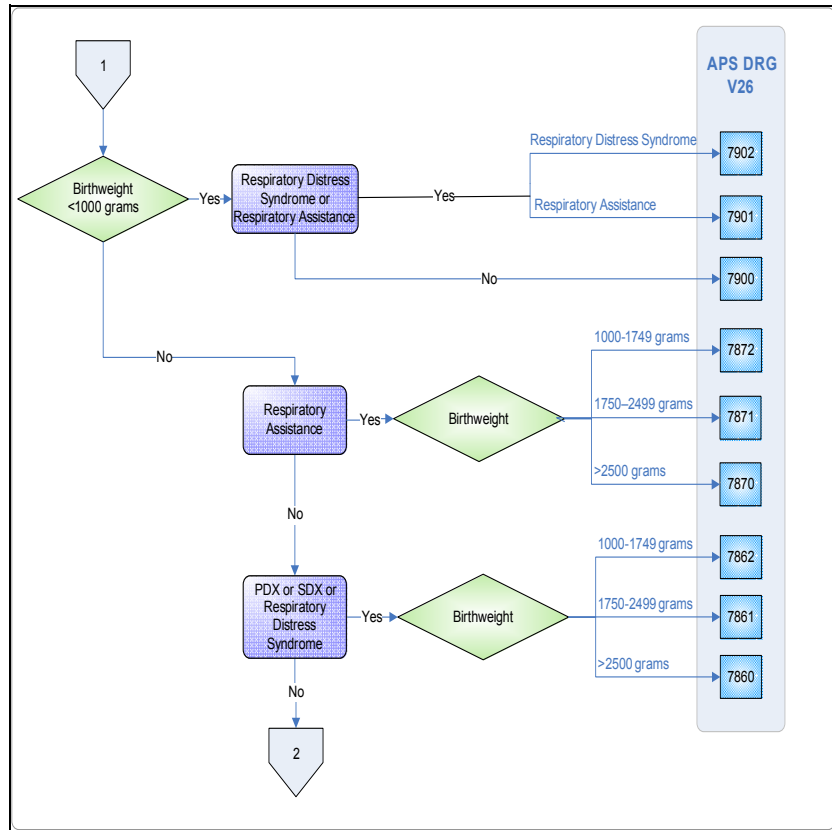 1
APS DRG
V26
Birthweight
<1000 grams
Yes
Respiratory Distress
Syndrome or
Respiratory Assistance
Yes
Respiratory Distress Syndrome
7902
Respiratory Assistance
7901
No
7900
No
Respiratory
Assistance
Yes
Birthweight
1000-1749 grams
7872
1750–2499 grams
7871
>2500 grams
7870
No
PDX or SDX or
Respiratory
Distress
Syndrome
Yes
Birthweight
1000-1749 grams
7862
1750-2499 grams
7861
>2500 grams
7860
No
2